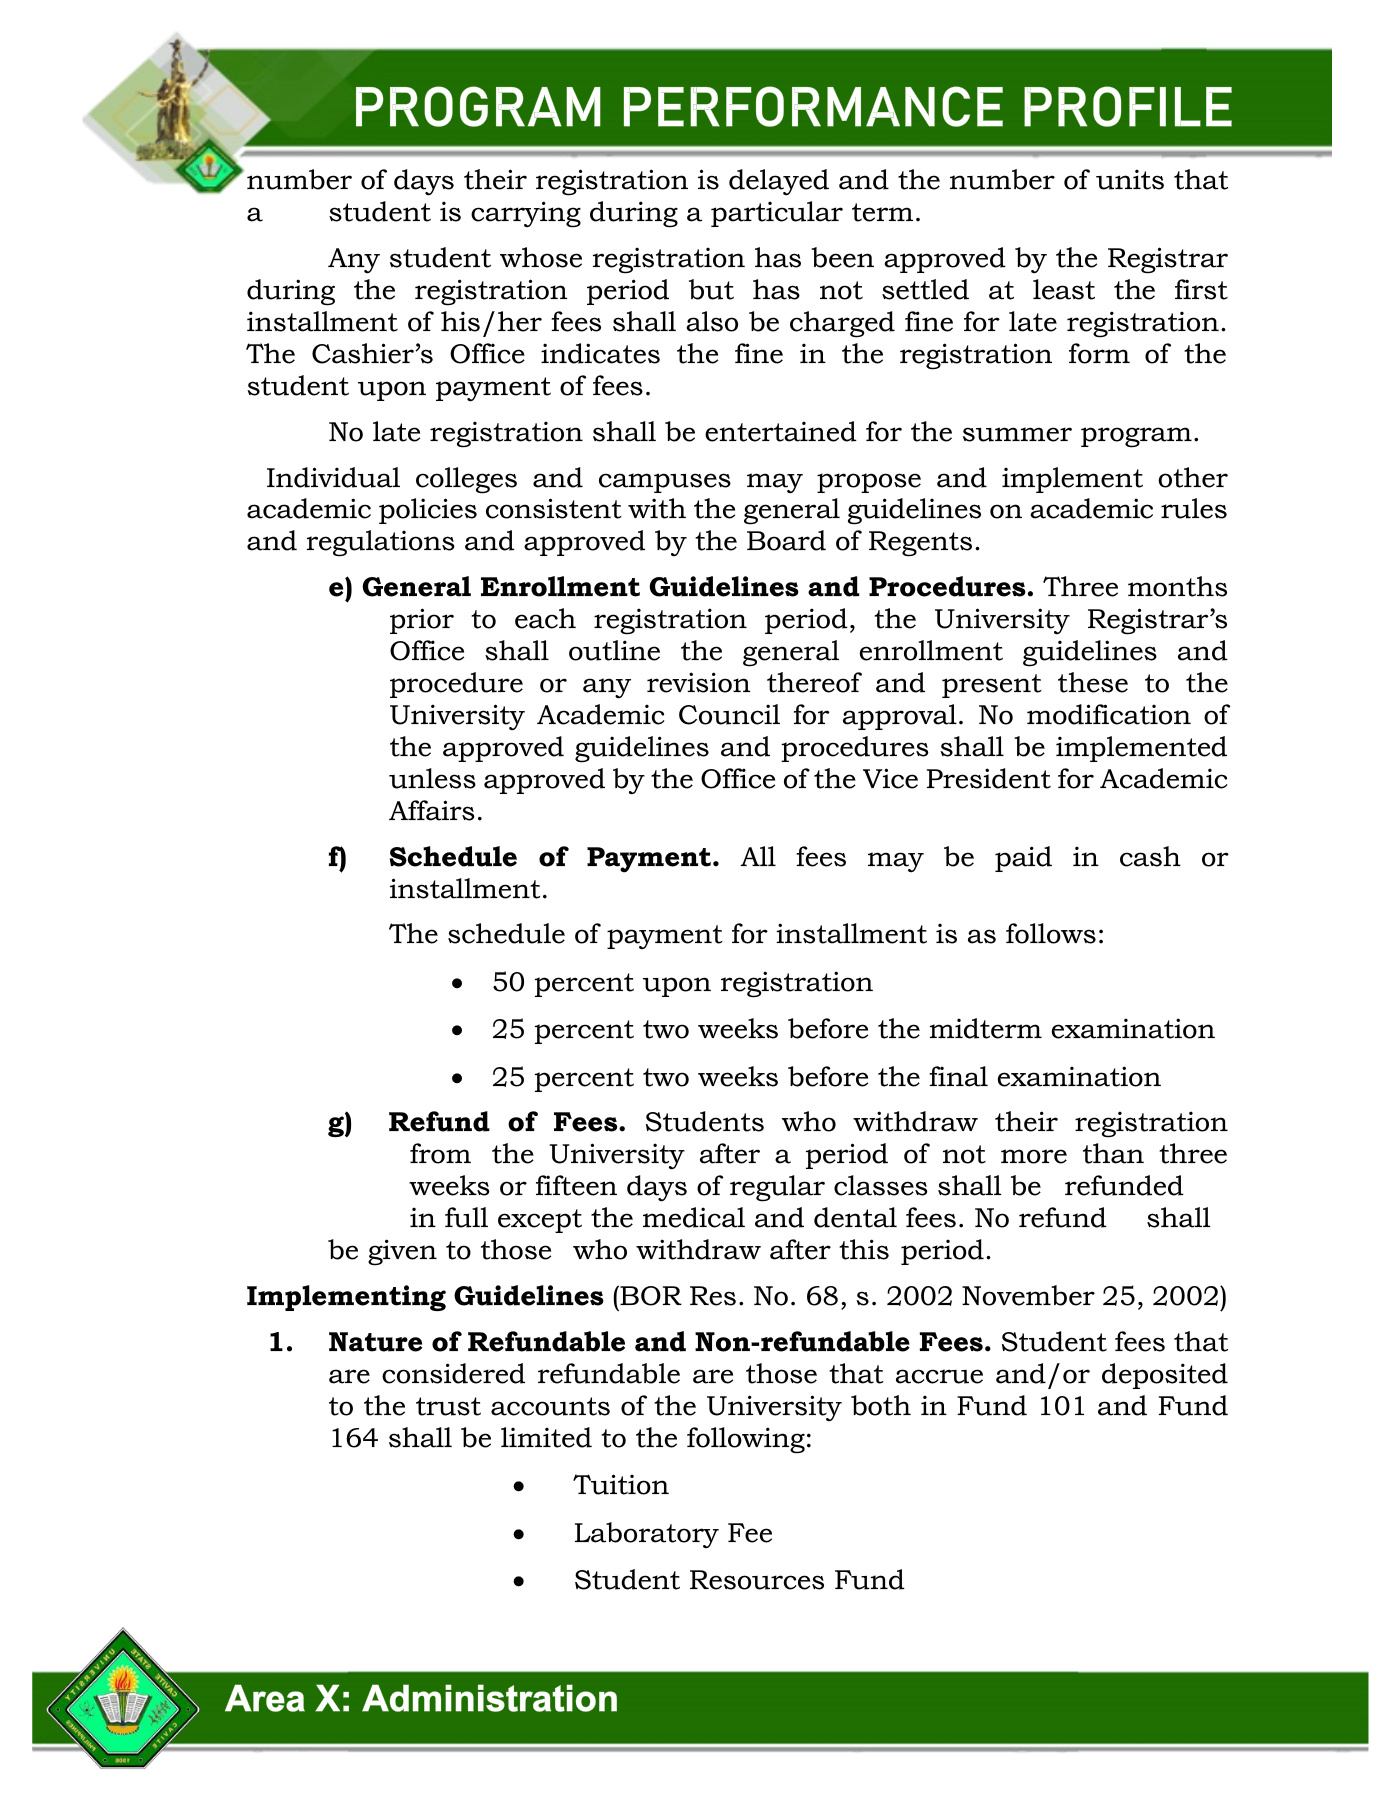 PROGRAM PERFORMANCE PROFILE
number of days their registration is delayed and the number of units that
a student is carrying during a particular term.
Any student whose registration has been approved by the Registrar
during the registration period but has not settled at least the first
installment of his/her fees shall also be charged fine for late registration.
The Cashier’s Office indicates the fine in the registration form of the
student upon payment of fees.
No late registration shall be entertained for the summer program.
Individual colleges and campuses may propose and implement other
academic policies consistent with the general guidelines on academic rules
and regulations and approved by the Board of Regents.
e) General Enrollment Guidelines and Procedures. Three months
prior to each registration period, the University Registrar’s
Office shall outline the general enrollment guidelines and
procedure or any revision thereof and present these to the
University Academic Council for approval. No modification of
the approved guidelines and procedures shall be implemented
unless approved by the Office of the Vice President for Academic
Affairs.
f) Schedule of Payment. All fees may be paid in cash or
installment.
The schedule of payment for installment is as follows:
• 50 percent upon registration
• 25 percent two weeks before the midterm examination
• 25 percent two weeks before the final examination
g) Refund of Fees. Students who withdraw their registration
from the University after a period of not more than three
weeks or fifteen days of regular classes shall be refunded
in full except the medical and dental fees. No refund shall
be given to those who withdraw after this period.
Implementing Guidelines (BOR Res. No. 68, s. 2002 November 25, 2002)
1. Nature of Refundable and Non-refundable Fees. Student fees that
are considered refundable are those that accrue and/or deposited
to the trust accounts of the University both in Fund 101 and Fund
164 shall be limited to the following:
• Tuition
• Laboratory Fee
• Student Resources Fund
CAVITE STATE UNIVERSITY
CAVITE
PHILIPPINES
1906
Area X: Administration